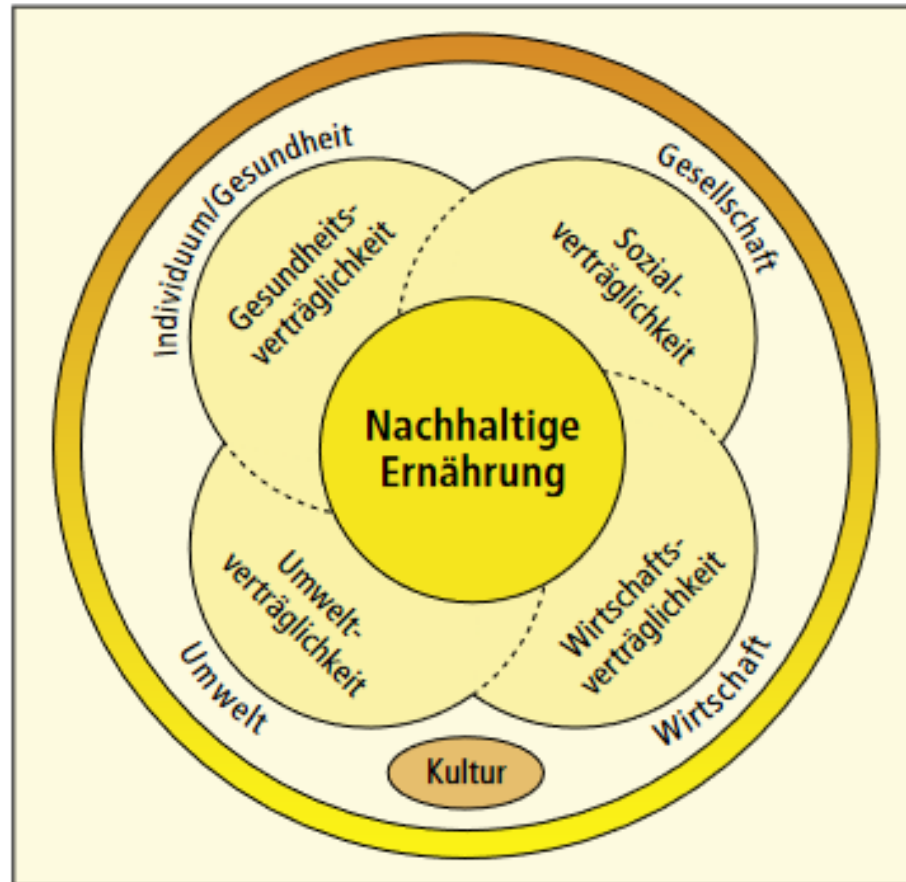 Individuum/Gesundheit
Gesellschaft
Gesundheits-
verträglichkeit
Sozial-
verträglichkeit
Nachhaltige
Ernährung
Umwelt-
verträglichkeit
Wirtschafts-
verträglichkeit
Umwelt
Wirtschaft
Kultur